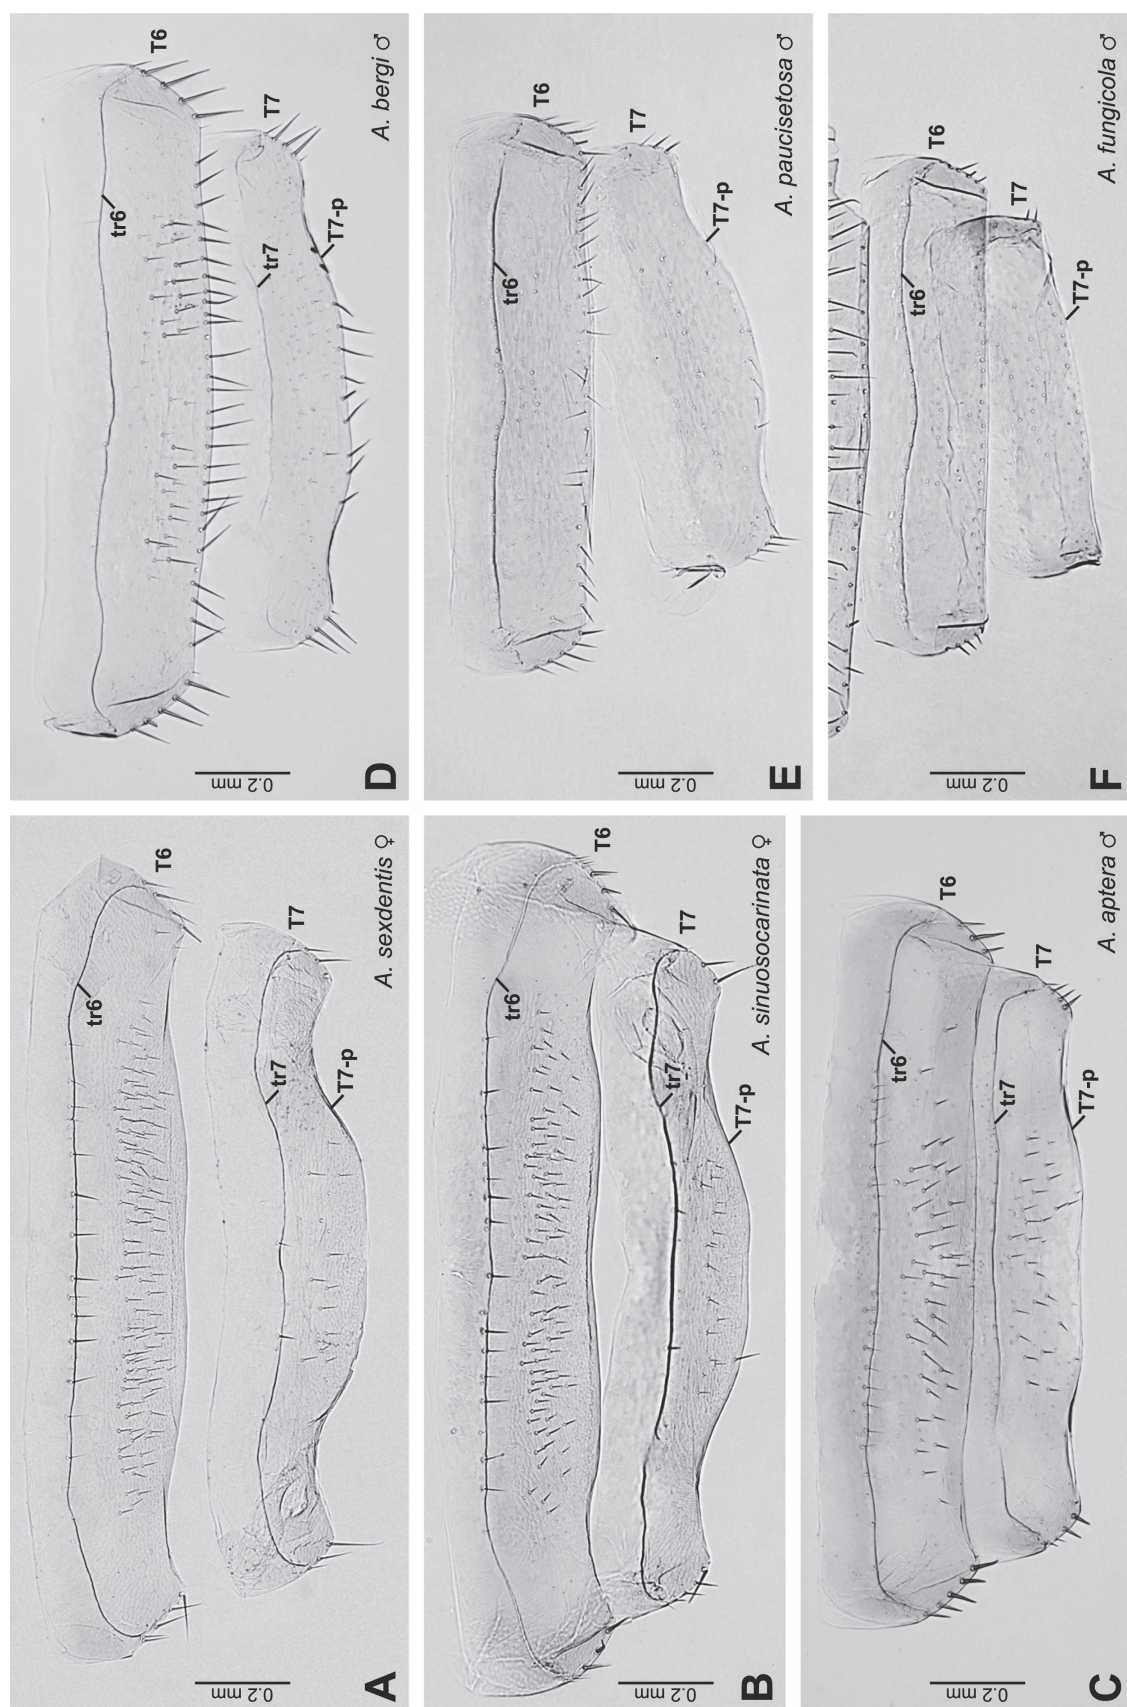 A
0.2 mm
tr6
T6
tr7
T7
T7-p
A. sexdentis ♀
B
0.2 mm
tr6
T6
tr7
T7
T7-p
A. sinuosocarinata ♀
C
0.2 mm
tr6
T6
tr7
T7
T7-p
A. aptera ♂
D
0.2 mm
tr6
T6
tr7
T7
T7-p
A. bergi ♂
E
0.2 mm
tr6
T6
T7
T7-p
A. paucisetosa ♂
F
0.2 mm
tr6
T6
T7
T7-p
A. fungicola ♂